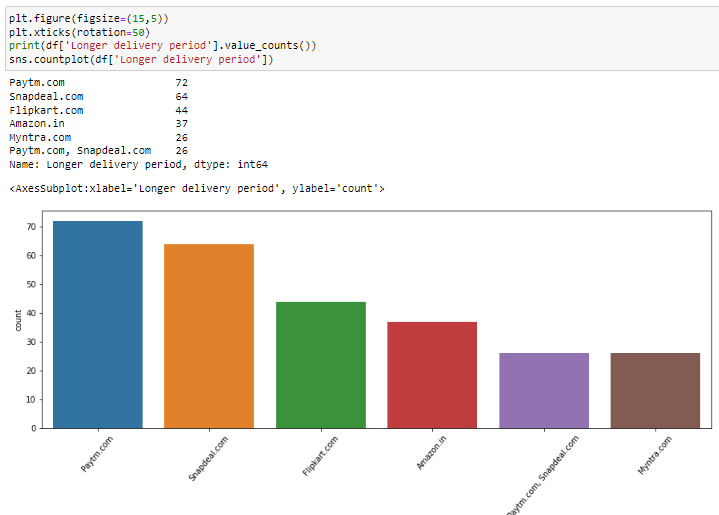 plt.figure(figsize=(15,5))
plt.xticks(rotation=50)
print(df['Longer delivery period'].value_counts())
sns.countplot(df['Longer delivery period'])
Paytm.com 72
Snapdeal.com 64
Flipkart.com 44
Amazon.in 37
Myntra.com 26
Paytm.com, Snapdeal.com 26
Name: Longer delivery period, dtype: int64
<AxesSubplot:xlabel='Longer delivery period', ylabel='count'>
70
60
50
40
30
20
10
0
count
Paytm.com
Snapdeal.com
Flipkart.com
Amazon.in
Paytm.com, Snapdeal.com
Myntra.com